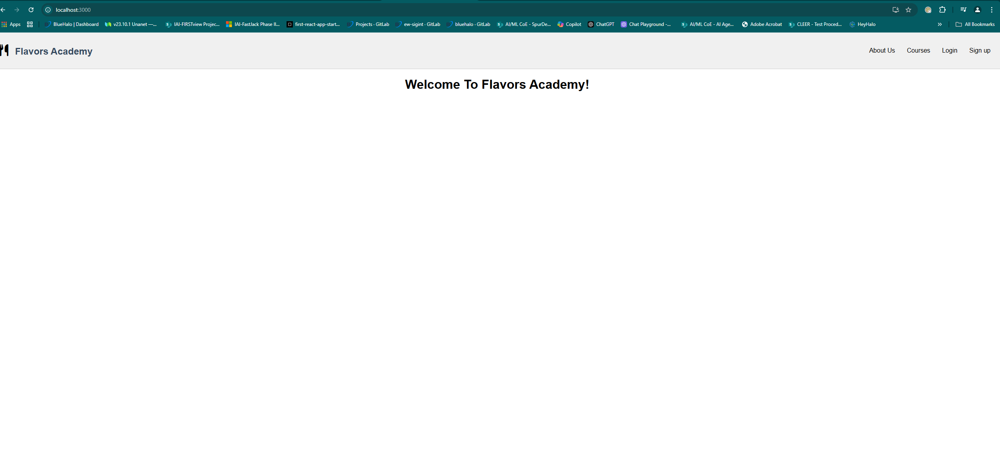 localhost:3000
Apps BlueHalo | Dashboard v23.10.1 Unanet —... IAI-FIRSTview Projec... IAI-FastJack Phase II... first-react-app-start... Projects · GitLab ew-sigint · GitLab bluehalo · GitLab AI/ML CoE - SpurDe... Copilot ChatGPT Chat Playground -... AI/ML CoE - AI Age... Adobe Acrobat CLEER - Test Proced... HeyHalo All Bookmarks
Flavors Academy About Us Courses Login Sign up
Welcome To Flavors Academy!